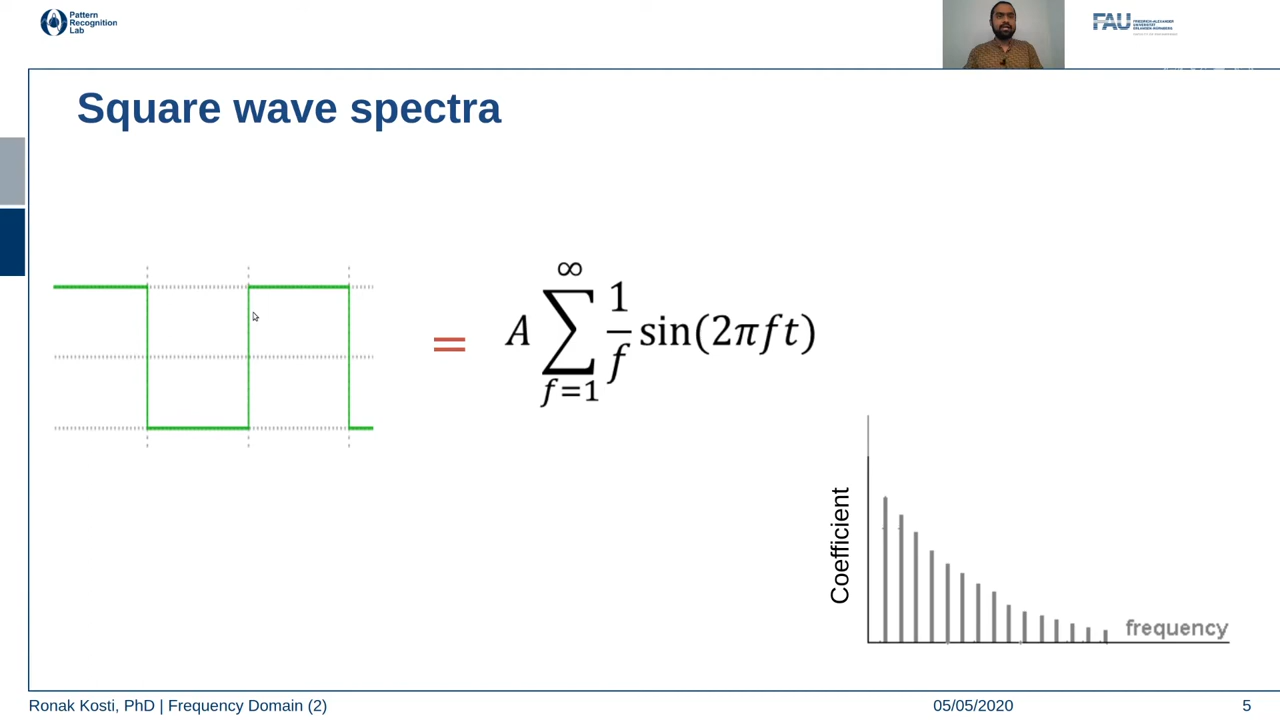 Pattern
Recognition
Lab
FAU
FRIEDRICH-ALEXANDER
UNIVERSITÄT
ERLANGEN-NÜRNBERG
Square wave spectra
=
A ∑_{f=1}^{∞} \frac{1}{f} sin(2πft)
Coefficient
frequency
Ronak Kosti, PhD | Frequency Domain (2)
05/05/2020
5